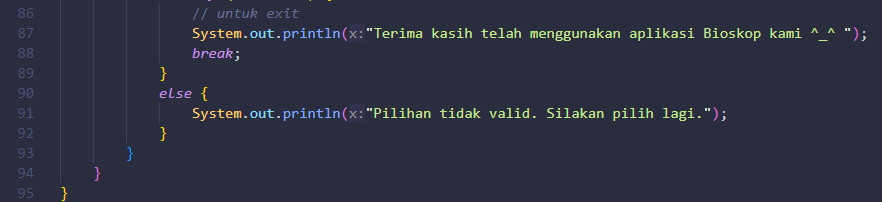 86 // untuk exit
87 System.out.println(x:"Terima kasih telah menggunakan aplikasi Bioskop kami ^_^ ");
88 break;
89 }
90 else {
91 System.out.println(x:"Pilihan tidak valid. Silakan pilih lagi.");
92 }
93 }
94 }
95 }